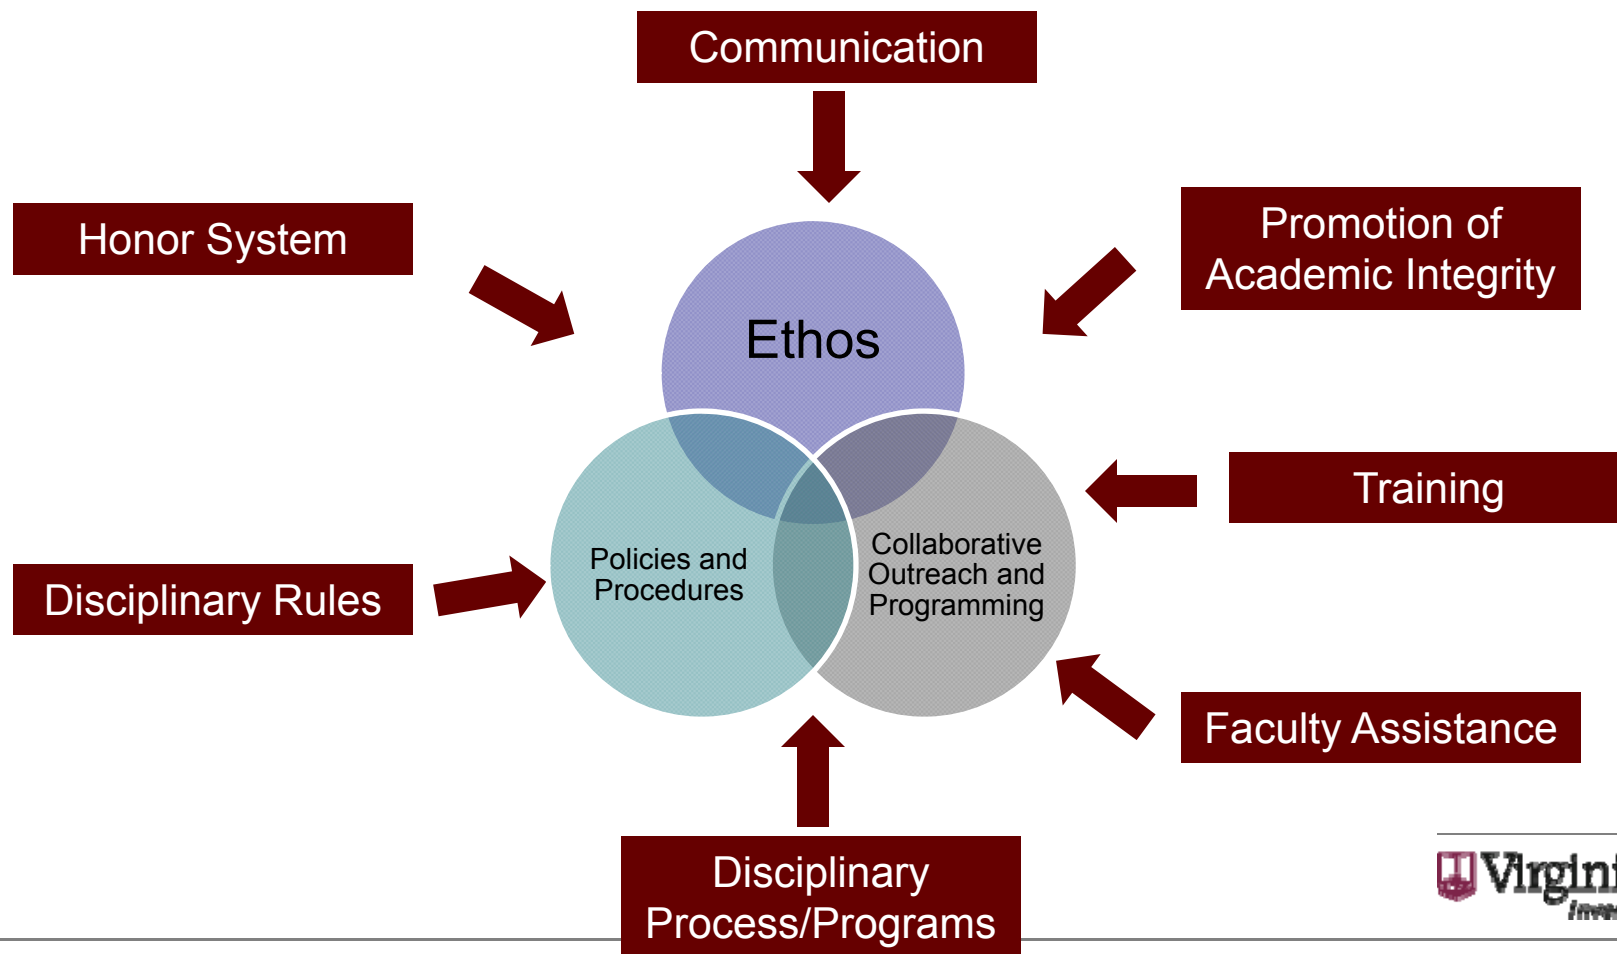 Communication
Honor System
Promotion of
Academic Integrity
Ethos
Training
Policies and
Procedures
Collaborative
Outreach and
Programming
Disciplinary Rules
Faculty Assistance
Disciplinary
Process/Programs